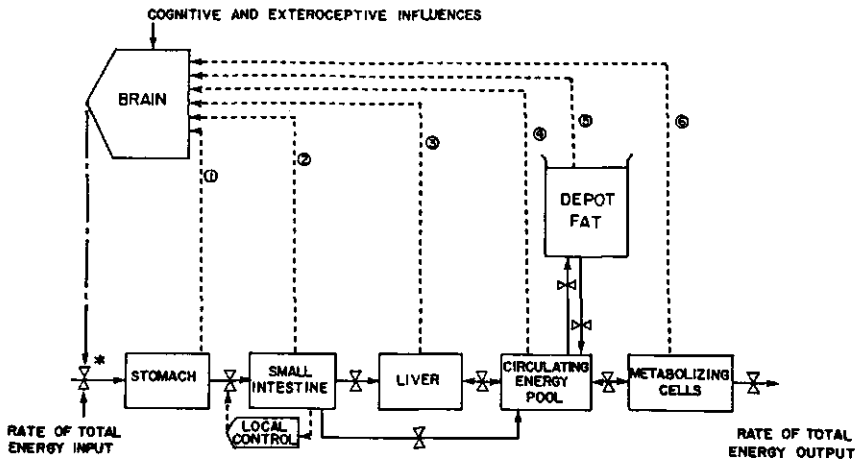 COGNITIVE AND EXTEROCEPTIVE INFLUENCES
BRAIN
①
②
③
④
⑤
⑥
DEPOT
FAT
*
STOMACH
SMALL
INTESTINE
LIVER
CIRCULATING
ENERGY
POOL
METABOLIZING
CELLS
LOCAL
CONTROL
RATE OF TOTAL
ENERGY INPUT
RATE OF TOTAL
ENERGY OUTPUT